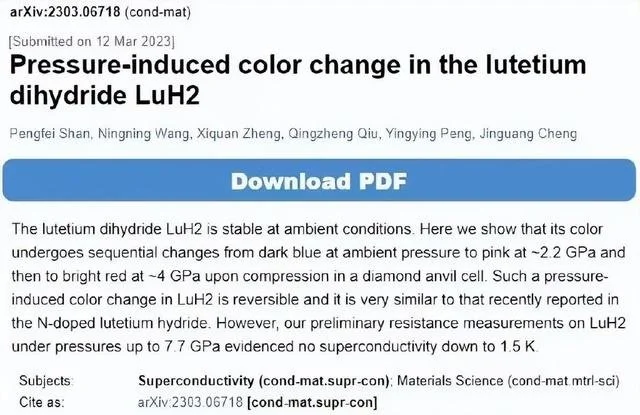 arXiv:2303.06718 (cond-mat)
[Submitted on 12 Mar 2023]
Pressure-induced color change in the lutetium
dihydride LuH2
Pengfei Shan, Ningning Wang, Xiquan Zheng, Qingzheng Qiu, Yingying Peng, Jinguang Cheng
Download PDF
The lutetium dihydride LuH2 is stable at ambient conditions. Here we show that its color
undergoes sequential changes from dark blue at ambient pressure to pink at ~2.2 GPa and
then to bright red at ~4 GPa upon compression in a diamond anvil cell. Such a pressure-
induced color change in LuH2 is reversible and it is very similar to that recently reported in
the N-doped lutetium hydride. However, our preliminary resistance measurements on LuH2
under pressures up to 7.7 GPa evidenced no superconductivity down to 1.5 K.
Subjects: Superconductivity (cond-mat.supr-con); Materials Science (cond-mat.mtrl-sci)
Cite as: arXiv:2303.06718 [cond-mat.supr-con]